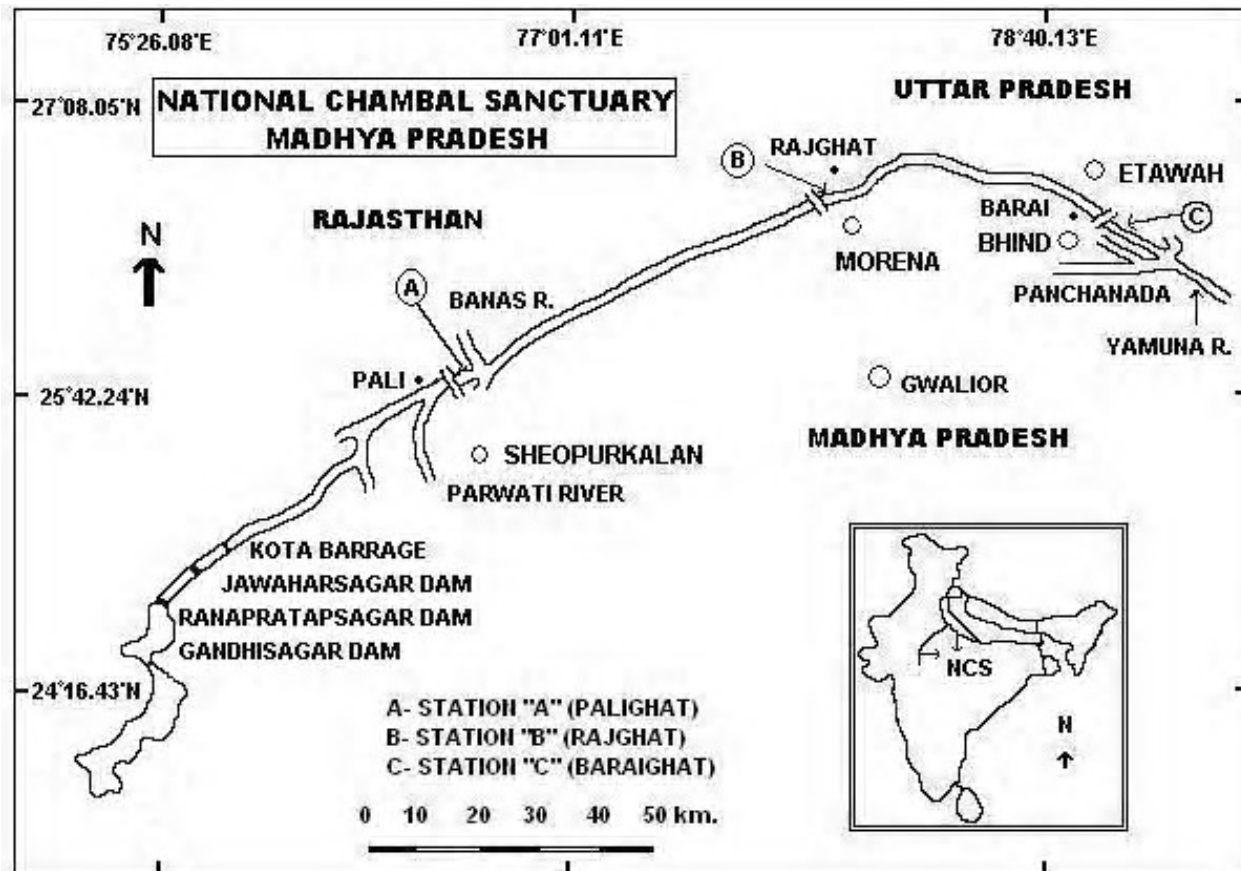 75°26.08'E
77°01.11'E
78°40.13'E
27°08.05'N
NATIONAL CHAMBAL SANCTUARY
MADHYA PRADESH
UTTAR PRADESH
B
RAJGHAT
ETAWAH
RAJASTHAN
N
BARAI
C
BHIND
MORENA
A
BANAS R.
PANCHANADA
YAMUNA R.
PALI
GWALIOR
25°42.24'N
MADHYA PRADESH
SHEOPURKALAN
PARWATI RIVER
KOTA BARRAGE
JAWAHARSAGAR DAM
RANAPRATAPSAGAR DAM
GANDHISAGAR DAM
24°16.43'N
NCS
N
A- STATION "A" (PALIGHAT)
B- STATION "B" (RAJGHAT)
C- STATION "C" (BARAIGHAT)
0 10 20 30 40 50 km.